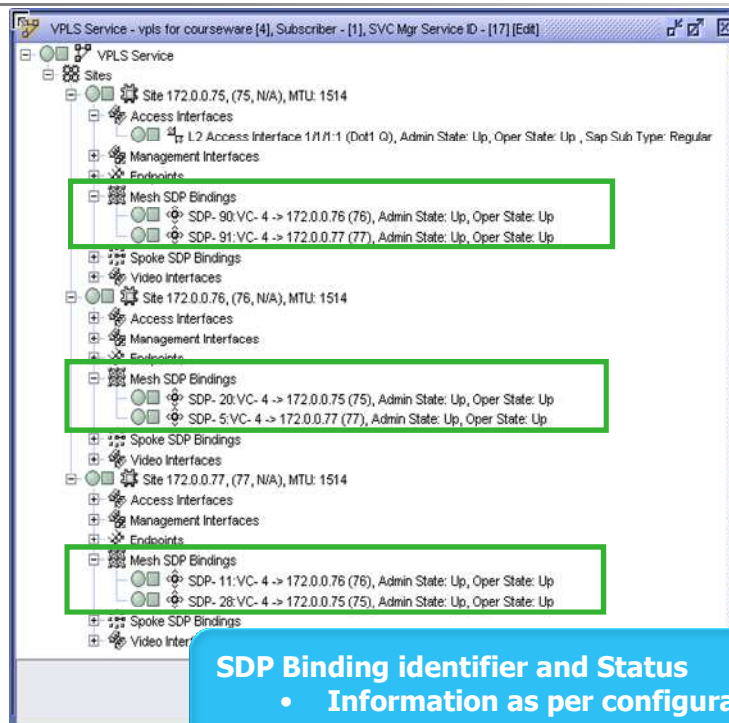 VPLS Service - vpls for courseware [4], Subscriber - [1], SVC Mgr Service ID - [17] [Edit]
VPLS Service
Sites
Site 172.0.0.75, (75, N/A), MTU: 1514
Access Interfaces
L2 Access Interface 1/1/1:1 (Dot1 Q), Admin State: Up, Oper State: Up , Sap Sub Type: Regular
Management Interfaces
Endpoints
Mesh SDP Bindings
SDP- 90:VC- 4 -> 172.0.0.76 (76), Admin State: Up, Oper State: Up
SDP- 91:VC- 4 -> 172.0.0.77 (77), Admin State: Up, Oper State: Up
Spoke SDP Bindings
Video Interfaces
Site 172.0.0.76, (76, N/A), MTU: 1514
Access Interfaces
Management Interfaces
Endpoints
Mesh SDP Bindings
SDP- 20:VC- 4 -> 172.0.0.75 (75), Admin State: Up, Oper State: Up
SDP- 5:VC- 4 -> 172.0.0.77 (77), Admin State: Up, Oper State: Up
Spoke SDP Bindings
Video Interfaces
Site 172.0.0.77, (77, N/A), MTU: 1514
Access Interfaces
Management Interfaces
Endpoints
Mesh SDP Bindings
SDP- 11:VC- 4 -> 172.0.0.76 (76), Admin State: Up, Oper State: Up
SDP- 28:VC- 4 -> 172.0.0.75 (75), Admin State: Up, Oper State: Up
Spoke SDP Bindings
Video Inter
SDP Binding identifier and Status
• Information as per configura